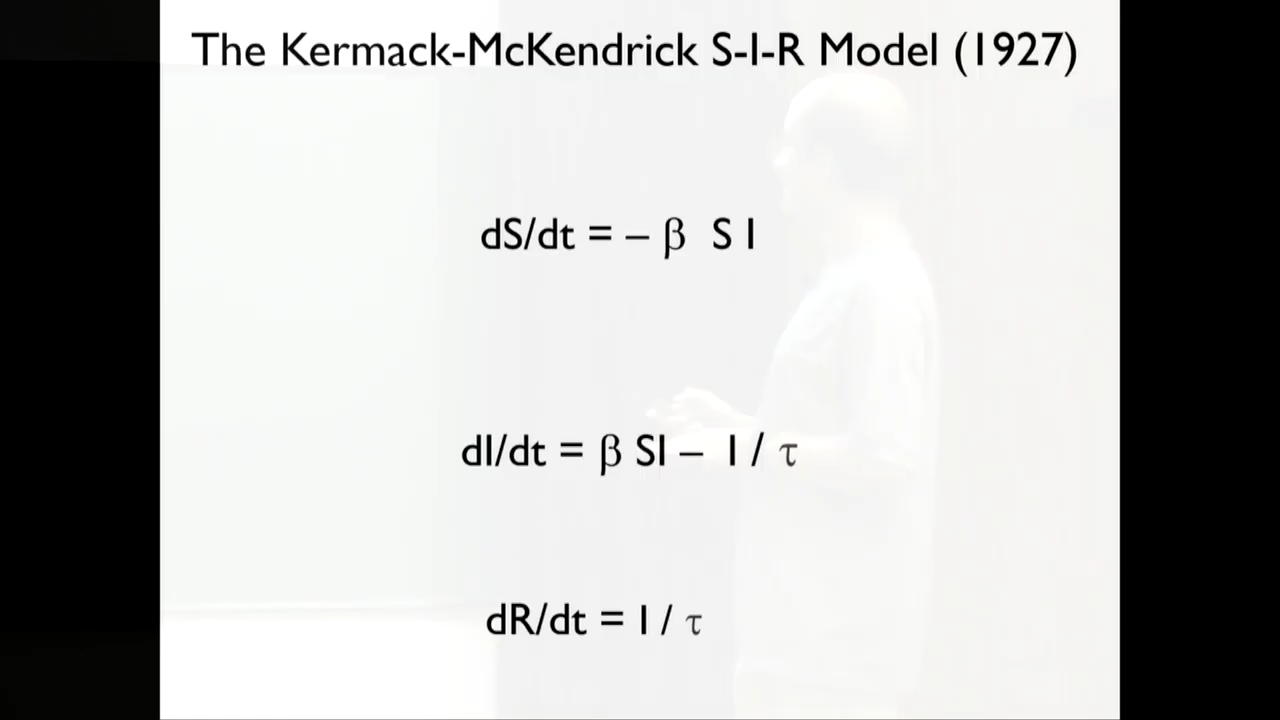 The Kermack-McKendrick S-I-R Model (1927)
dS/dt = – β S I
dI/dt = β SI – I / τ
dR/dt = I / τ